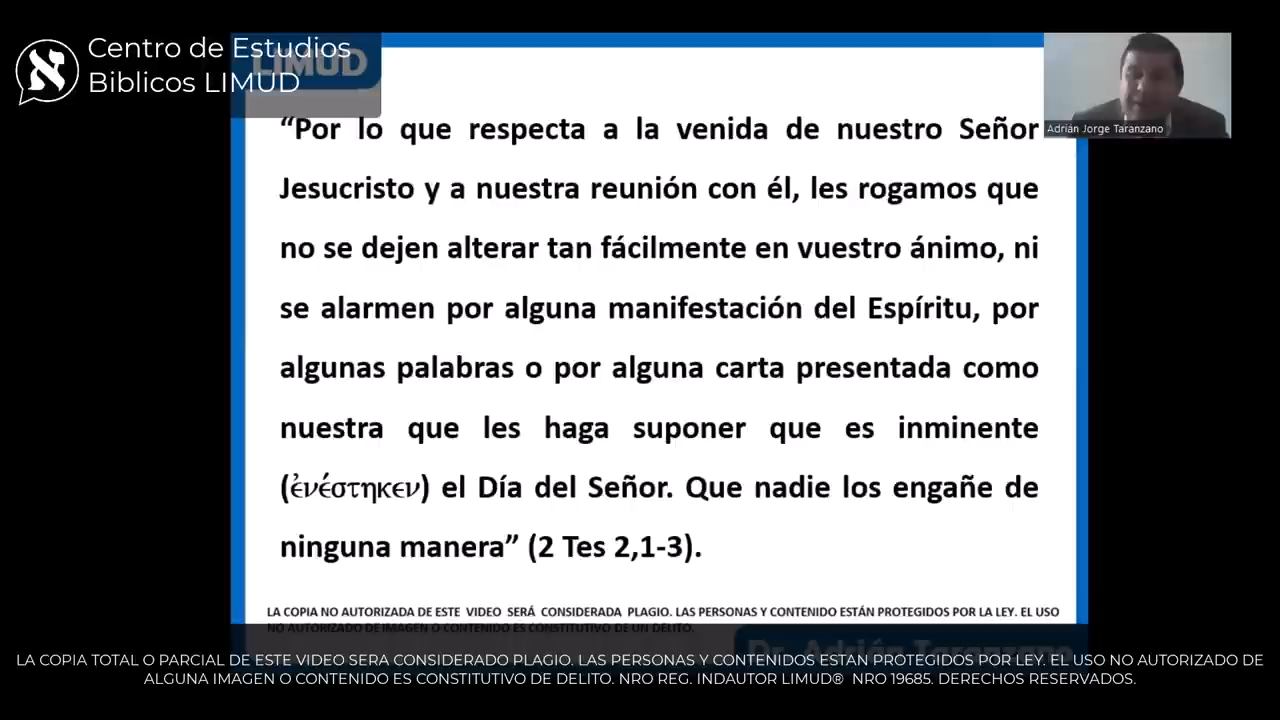 Centro de Estudios
Biblicos LIMUD
LIMUD
Adrián Jorge Taranzano
“Por lo que respecta a la venida de nuestro Señor
Jesucristo y a nuestra reunión con él, les rogamos que
no se dejen alterar tan fácilmente en vuestro ánimo, ni
se alarmen por alguna manifestación del Espíritu, por
algunas palabras o por alguna carta presentada como
nuestra que les haga suponer que es inminente
(ἐνέστηκεν) el Día del Señor. Que nadie los engañe de
ninguna manera” (2 Tes 2,1-3).
LA COPIA NO AUTORIZADA DE ESTE VIDEO SERÁ CONSIDERADA PLAGIO. LAS PERSONAS Y CONTENIDO ESTÁN PROTEGIDOS POR LA LEY. EL USO
NO AUTORIZADO DE IMAGEN O CONTENIDO ES CONSTITUTIVO DE UN DELITO.
Dr. Adrián Taranzano
LA COPIA TOTAL O PARCIAL DE ESTE VIDEO SERA CONSIDERADO PLAGIO. LAS PERSONAS Y CONTENIDOS ESTAN PROTEGIDOS POR LEY. EL USO NO AUTORIZADO DE
ALGUNA IMAGEN O CONTENIDO ES CONSTITUTIVO DE DELITO. NRO REG. INDAUTOR LIMUD® NRO 19685. DERECHOS RESERVADOS.